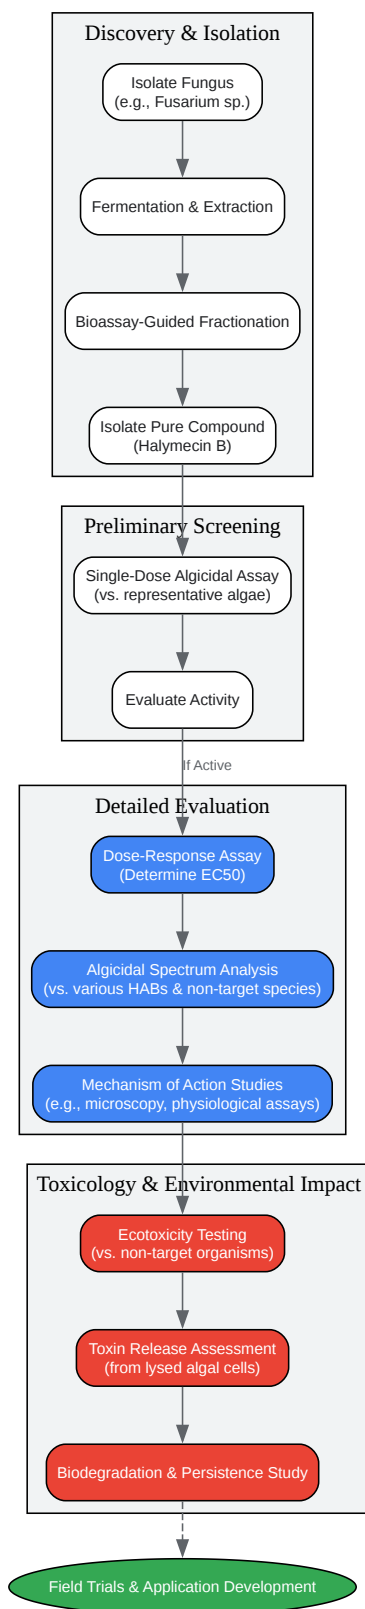 Discovery & Isolation
Isolate Fungus
(e.g., Fusarium sp.)
Fermentation & Extraction
Bioassay-Guided Fractionation
Isolate Pure Compound
(Halymecin B)
Preliminary Screening
Single-Dose Algicidal Assay
(vs. representative algae)
Evaluate Activity
If Active
Detailed Evaluation
Dose-Response Assay
(Determine EC50)
Algicidal Spectrum Analysis
(vs. various HABs & non-target species)
Mechanism of Action Studies
(e.g., microscopy, physiological assays)
Toxicology & Environmental Impact
Ecotoxicity Testing
(vs. non-target organisms)
Toxin Release Assessment
(from lysed algal cells)
Biodegradation & Persistence Study
Field Trials & Application Development